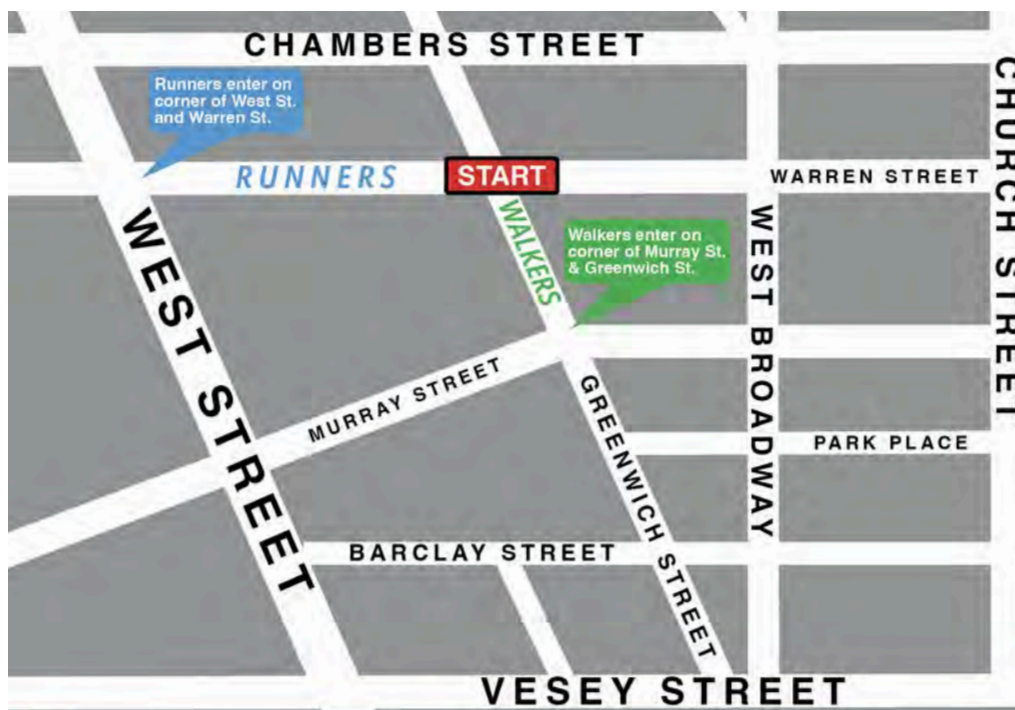 CHAMBERS STREET
CHURCH STREET
Runners enter on
corner of West St.
and Warren St.
RUNNERS
START
WARREN STREET
WALKERS
Walkers enter on
corner of Murray St.
& Greenwich St.
WEST STREET
WEST BROADWAY
MURRAY STREET
GREENWICH STREET
PARK PLACE
BARCLAY STREET
VESEY STREET